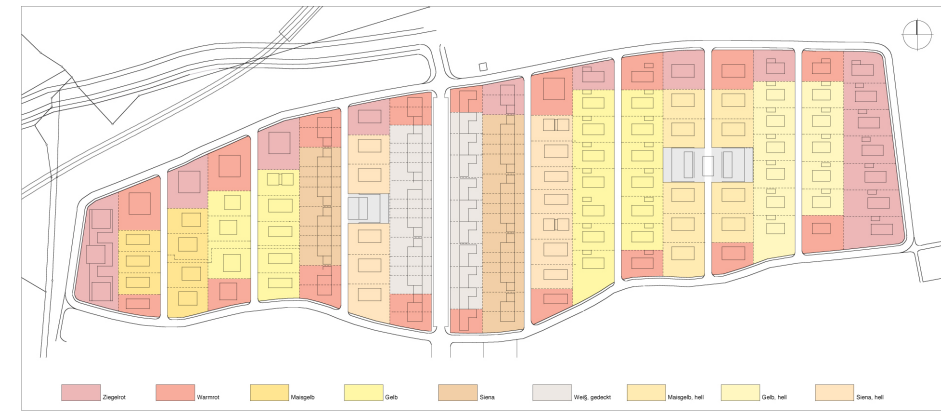 Ziegelrot
Warmrot
Maisgelb
Gelb
Siena
Weiß, gedeckt
Maisgelb, hell
Gelb, hell
Siena, hell